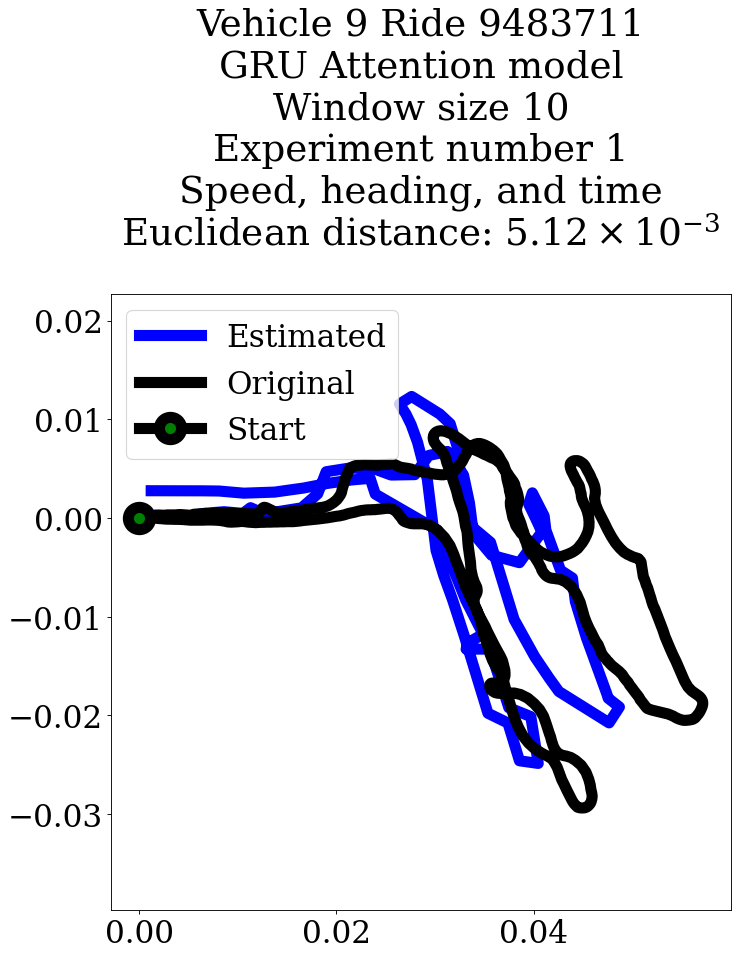 Vehicle 9 Ride 9483711
GRU Attention model
Window size 10
Experiment number 1
Speed, heading, and time
Euclidean distance: 5.12 × 10⁻³
Estimated
Original
Start
0.02
0.01
0.00
−0.01
−0.02
−0.03
0.00 0.02 0.04